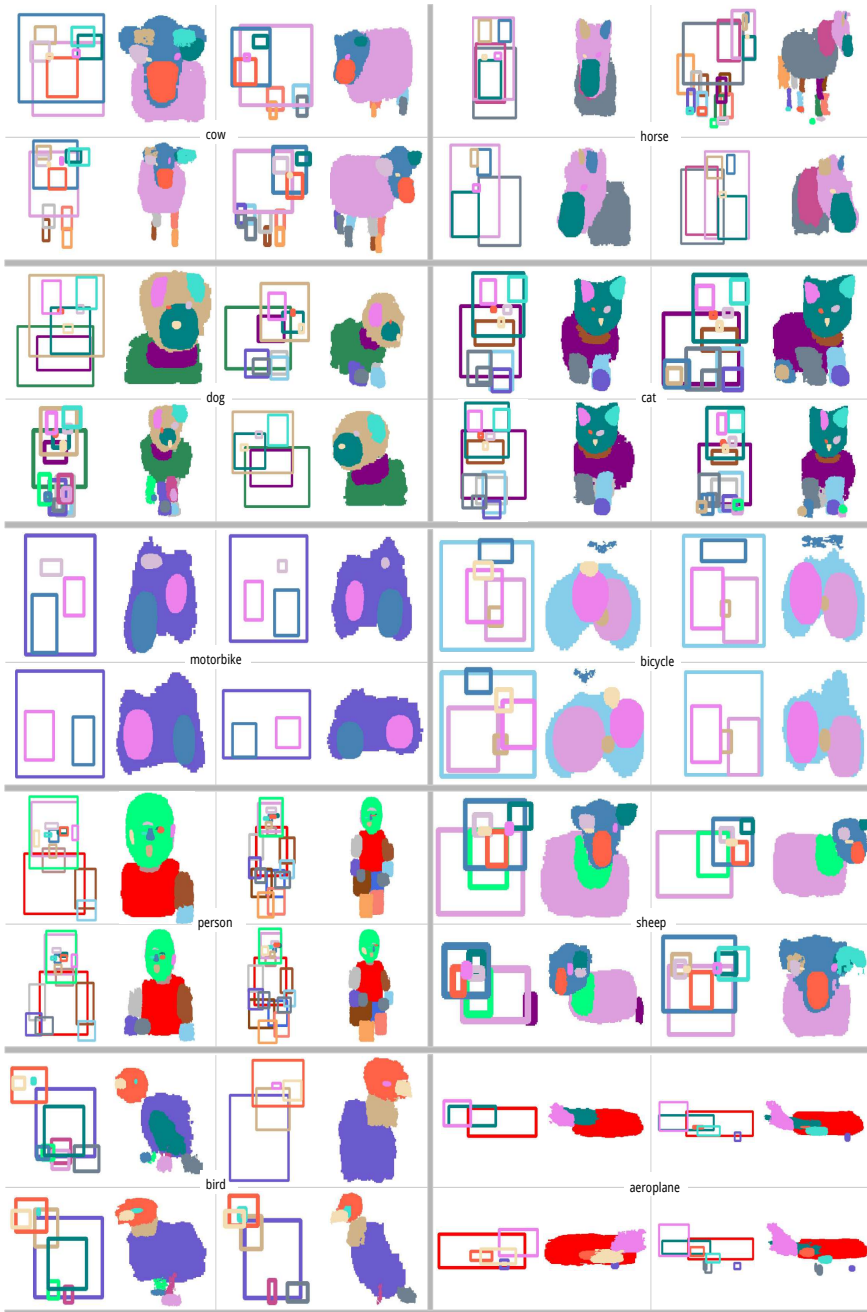 cow
horse
dog
cat
motorbike
bicycle
person
sheep
bird
aeroplane